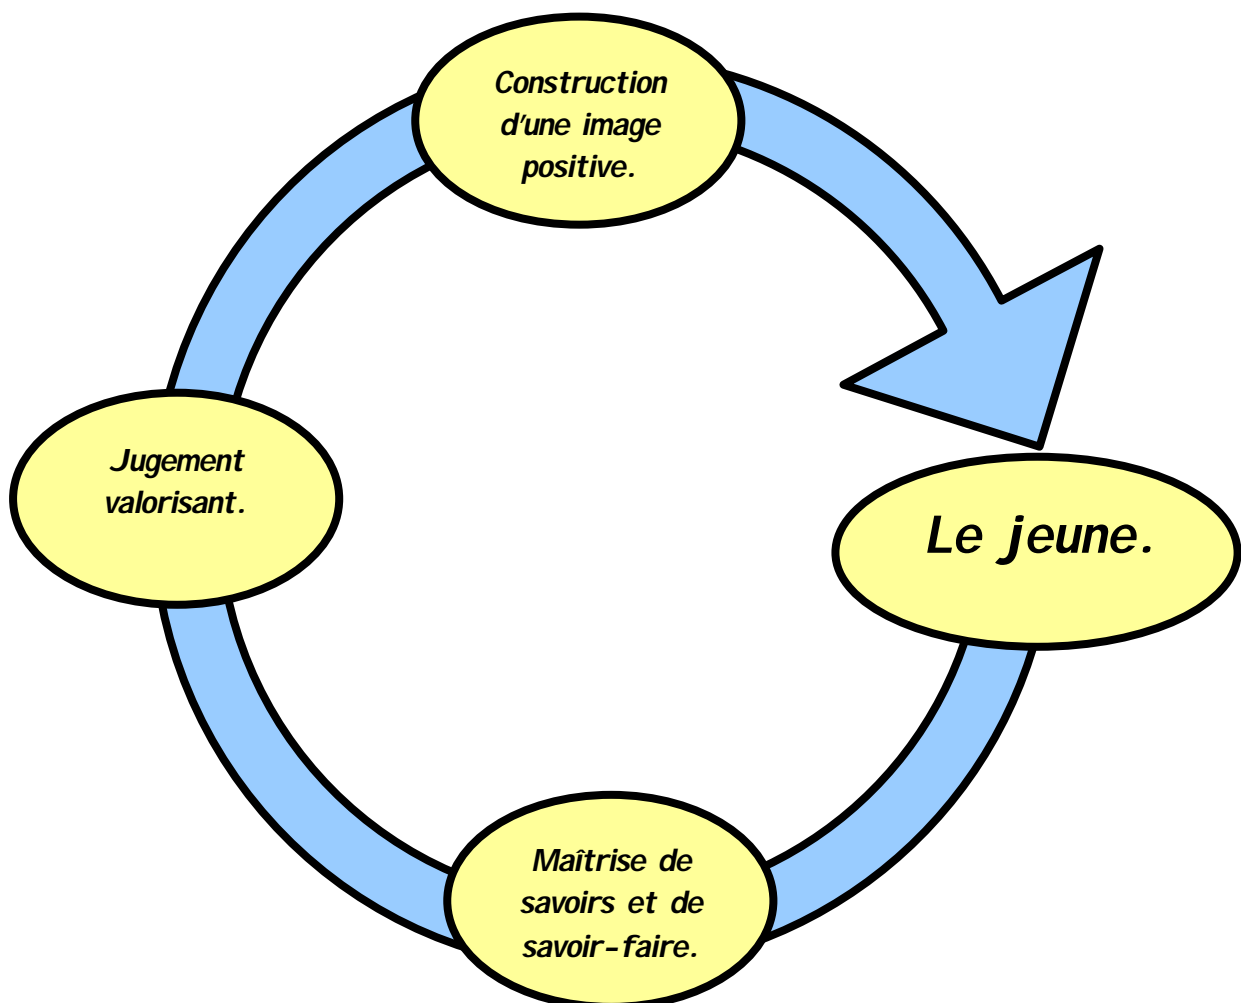 Construction
d'une image
positive.
Jugement
valorisant.
Le jeune.
Maîtrise de
savoirs et de
savoir-faire.